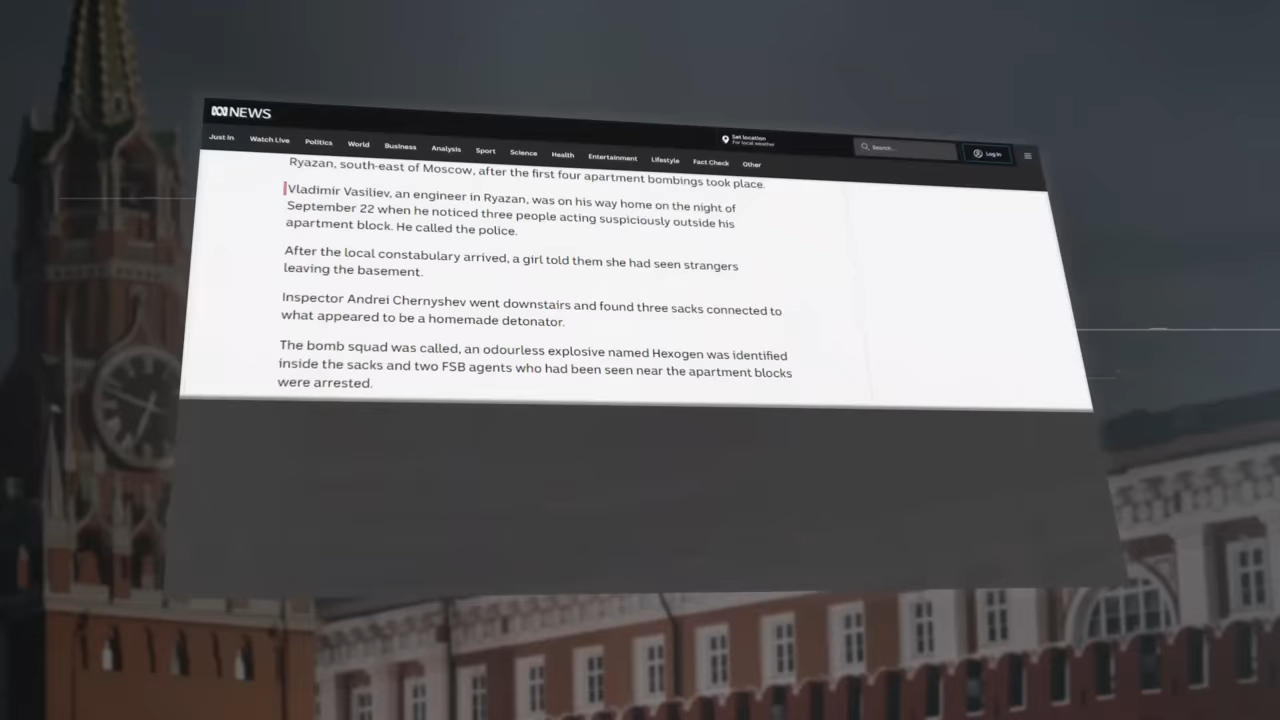 NEWS
Set location
For local weather
Search...
Log In
Just In Watch Live Politics World Business Analysis Sport Science Health Entertainment Lifestyle Fact Check Other
Ryazan, south-east of Moscow, after the first four apartment bombings took place.
Vladimir Vasiliev, an engineer in Ryazan, was on his way home on the night of
September 22 when he noticed three people acting suspiciously outside his
apartment block. He called the police.
After the local constabulary arrived, a girl told them she had seen strangers
leaving the basement.
Inspector Andrei Chernyshev went downstairs and found three sacks connected to
what appeared to be a homemade detonator.
The bomb squad was called, an odourless explosive named Hexogen was identified
inside the sacks and two FSB agents who had been seen near the apartment blocks
were arrested.